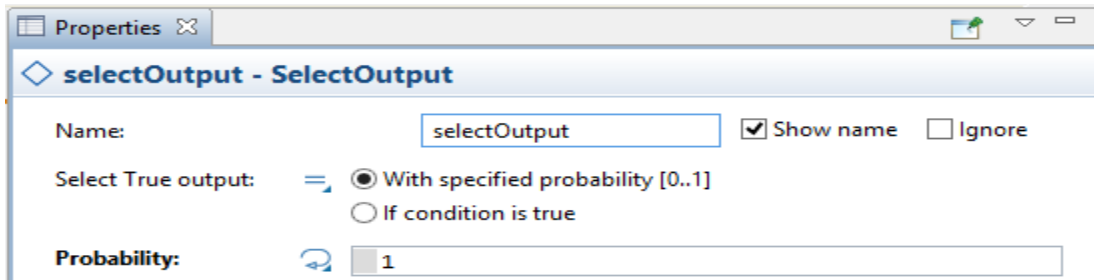 Properties
selectOutput - SelectOutput
Name: selectOutput Show name Ignore
Select True output: With specified probability [0..1]
If condition is true
Probability: 1